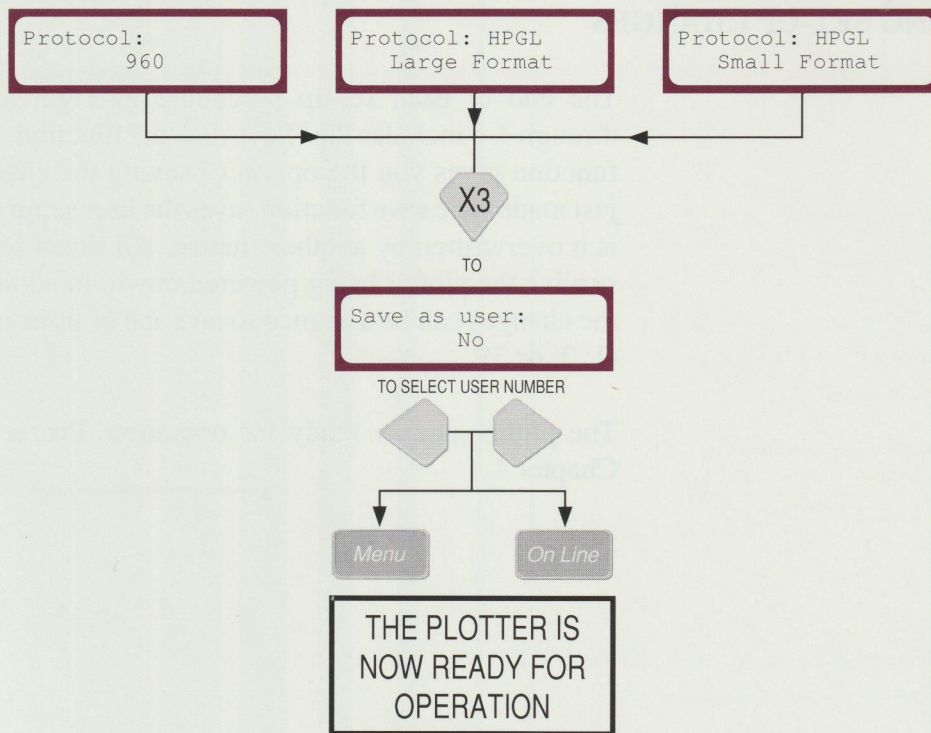 Protocol:
960
Protocol: HPGL
Large Format
Protocol: HPGL
Small Format
X3
TO
Save as user:
No
TO SELECT USER NUMBER
Menu
On Line
THE PLOTTER IS
NOW READY FOR
OPERATION